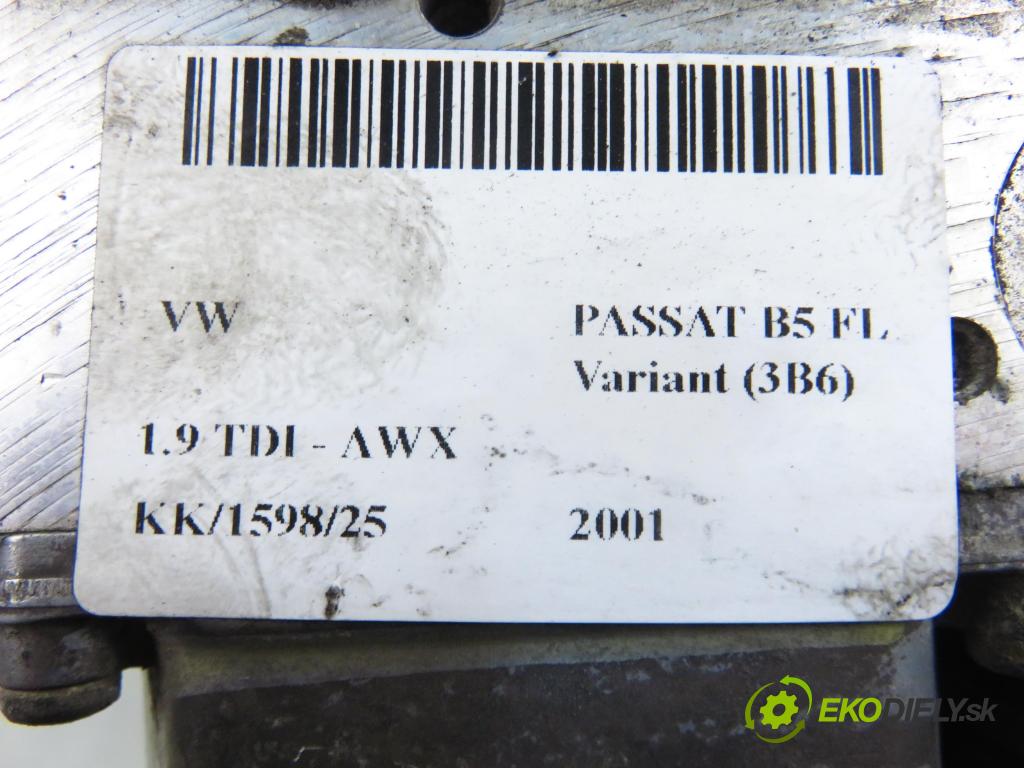 VW PASSAT B5 FL
Variant (3B6)
1.9 TDI - AWX
KK/1598/25 2001
EKODIELY.sk